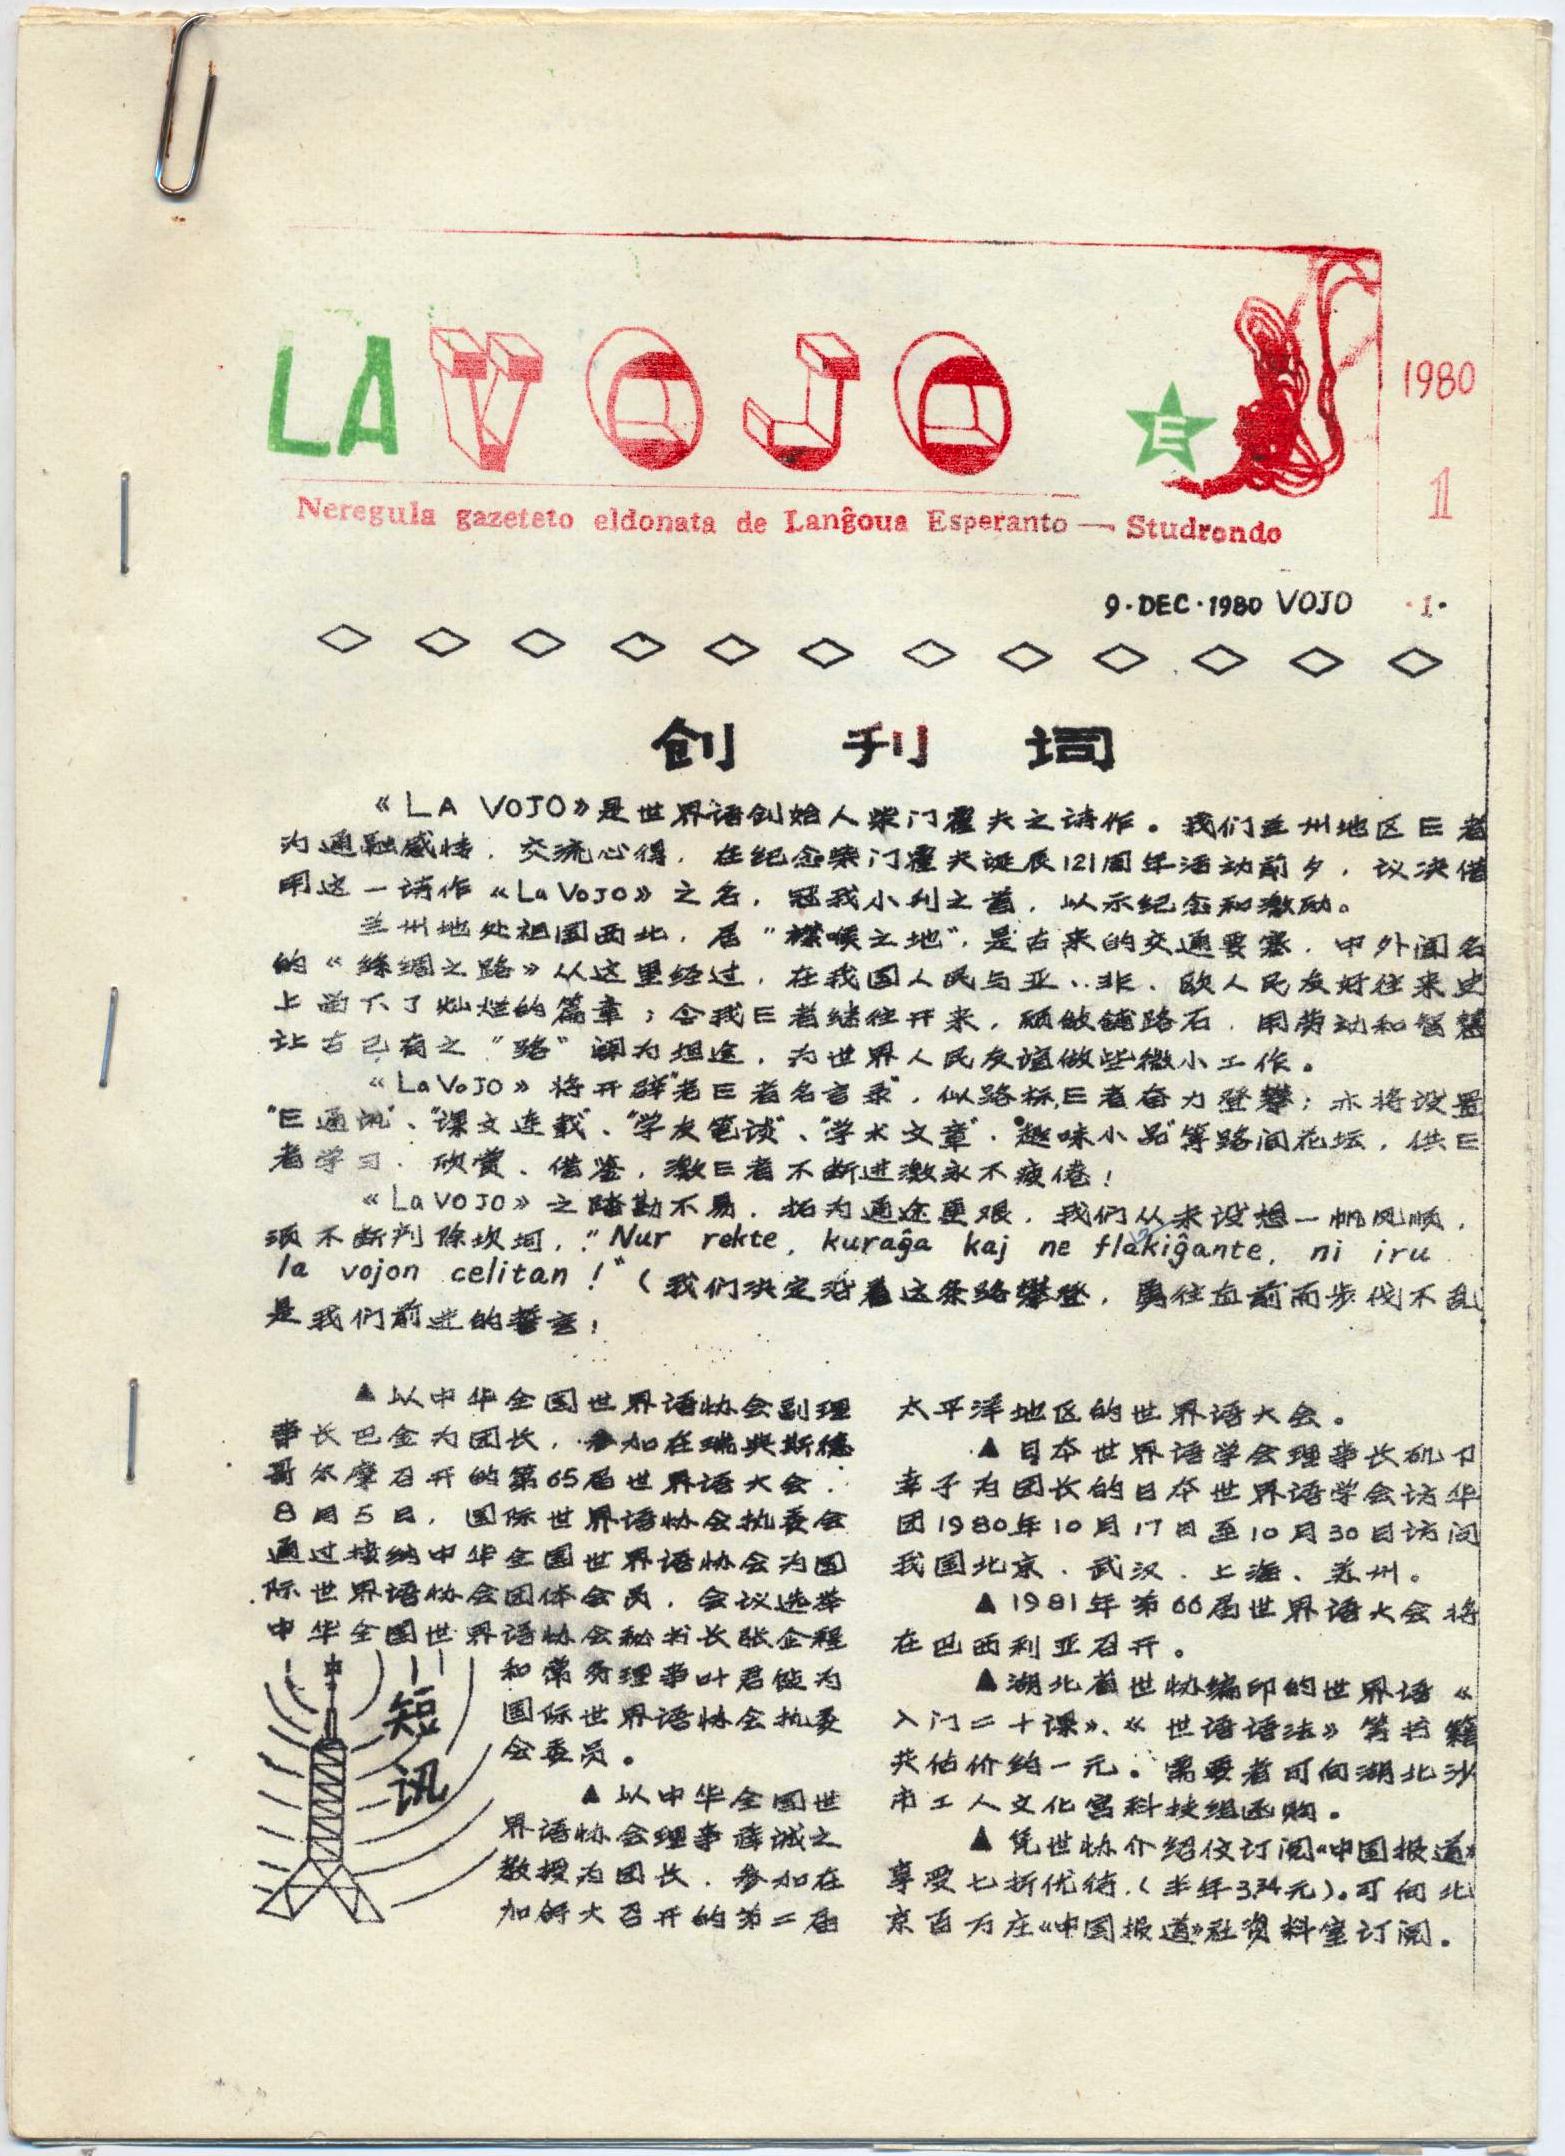 LA VOJO
1980
1
Neregula gazeteto eldonata de Lanĝoua Esperanto — Studrondo
9·DEC·1980 VOJO ·1·
创刊词
《LA VOJO》是世界语创始人柴门霍夫之诗作。我们兰州地区E者
为通融感情、交流心得、在纪念柴门霍夫诞辰121周年活动前夕、议决借
用这一诗作《La VoJo》之名，冠我小刊之首，以示纪念和激励。
兰州地处祖国西北，居“襟喉之地”，是古来的交通要塞，中外闻名
的《丝绸之路》从这里经过，在我国人民与亚、非、欧人民友好往来史
上留下了灿烂的篇章；今我E者继往开来，愿做铺路石，用劳动和智慧
让古已有之“路”阔为坦途，为世界人民友谊做些微小工作。
《La VoJO》将开辟“老E者名言录”，似路标，E者奋力登攀；亦将设置
“E通讯”、“课文连载”、“学友笔谈”、“学术文章”、“趣味小品”等路间花坛，供E
者学习、欣赏、借鉴，激E者不断进激永不疲倦！
《La VOJO》之踏勘不易，拓为通途更艰，我们从来设想一帆风顺，
须不断剷除坎坷，“Nur rekte, kuraĝa kaj ne flakiĝante, ni iru
la vojon celitan！”（我们决定沿着这条路攀登，勇往直前而步伐不乱
是我们前进的誓言！
▲以中华全国世界语协会副理
事长巴金为团长，参加在瑞典斯德
哥尔摩召开的第65届世界语大会．
8月5日，国际世界语协会执委会
通过接纳中华全国世界语协会为国
际世界语协会团体会员，会议选举
中华全国世界语协会秘书长张企程
和常务理事叶君健为
国际世界语协会执委
会委员。
短讯
▲以中华全国世
界语协会理事薛诚之
教授为团长，参加在
加拿大召开的第二届
太平洋地区的世界语大会。
▲日本世界语学会理事长矶部
幸子为团长的日本世界语学会访华
团1980年10月17日至10月30日访问
我国北京、武汉、上海、苏州。
▲1981年第66届世界语大会将
在巴西利亚召开。
▲湖北省世协编印的世界语《
入门二十课》、《世语语法》等书籍
共估价约一元。需要者可向湖北沙
市工人文化宫科技组函购。
▲凭世协介绍仅订阅《中国报道》
享受七折优待，（半年3.34元）。可向北
京百万庄《中国报道》社资料室订阅。